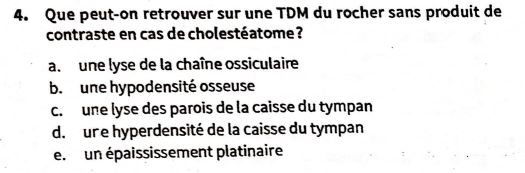 4. Que peut-on retrouver sur une TDM du rocher sans produit de
contraste en cas de cholestéatome?
a. une lyse de la chaîne ossiculaire
b. une hypodensité osseuse
c. une lyse des parois de la caisse du tympan
d. ure hyperdensité de la caisse du tympan
e. un épaississement platinaire